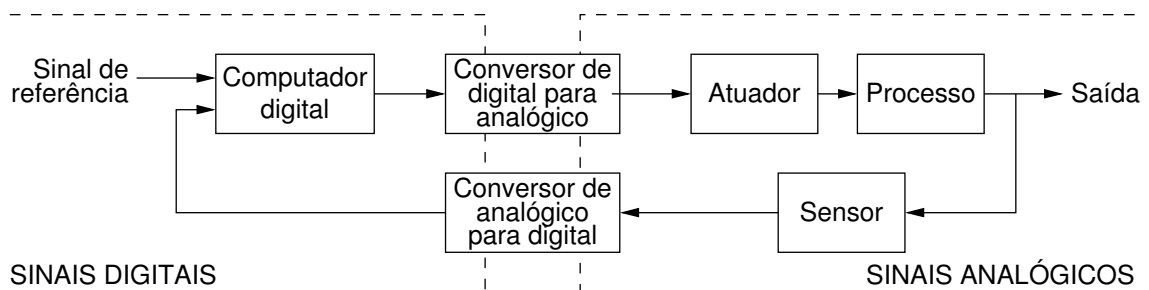 Sinal de
referência
Computador
digital
Conversor de
digital para
analógico
Atuador
Processo
Saída
Conversor de
analógico
para digital
Sensor
SINAIS DIGITAIS
SINAIS ANALÓGICOS